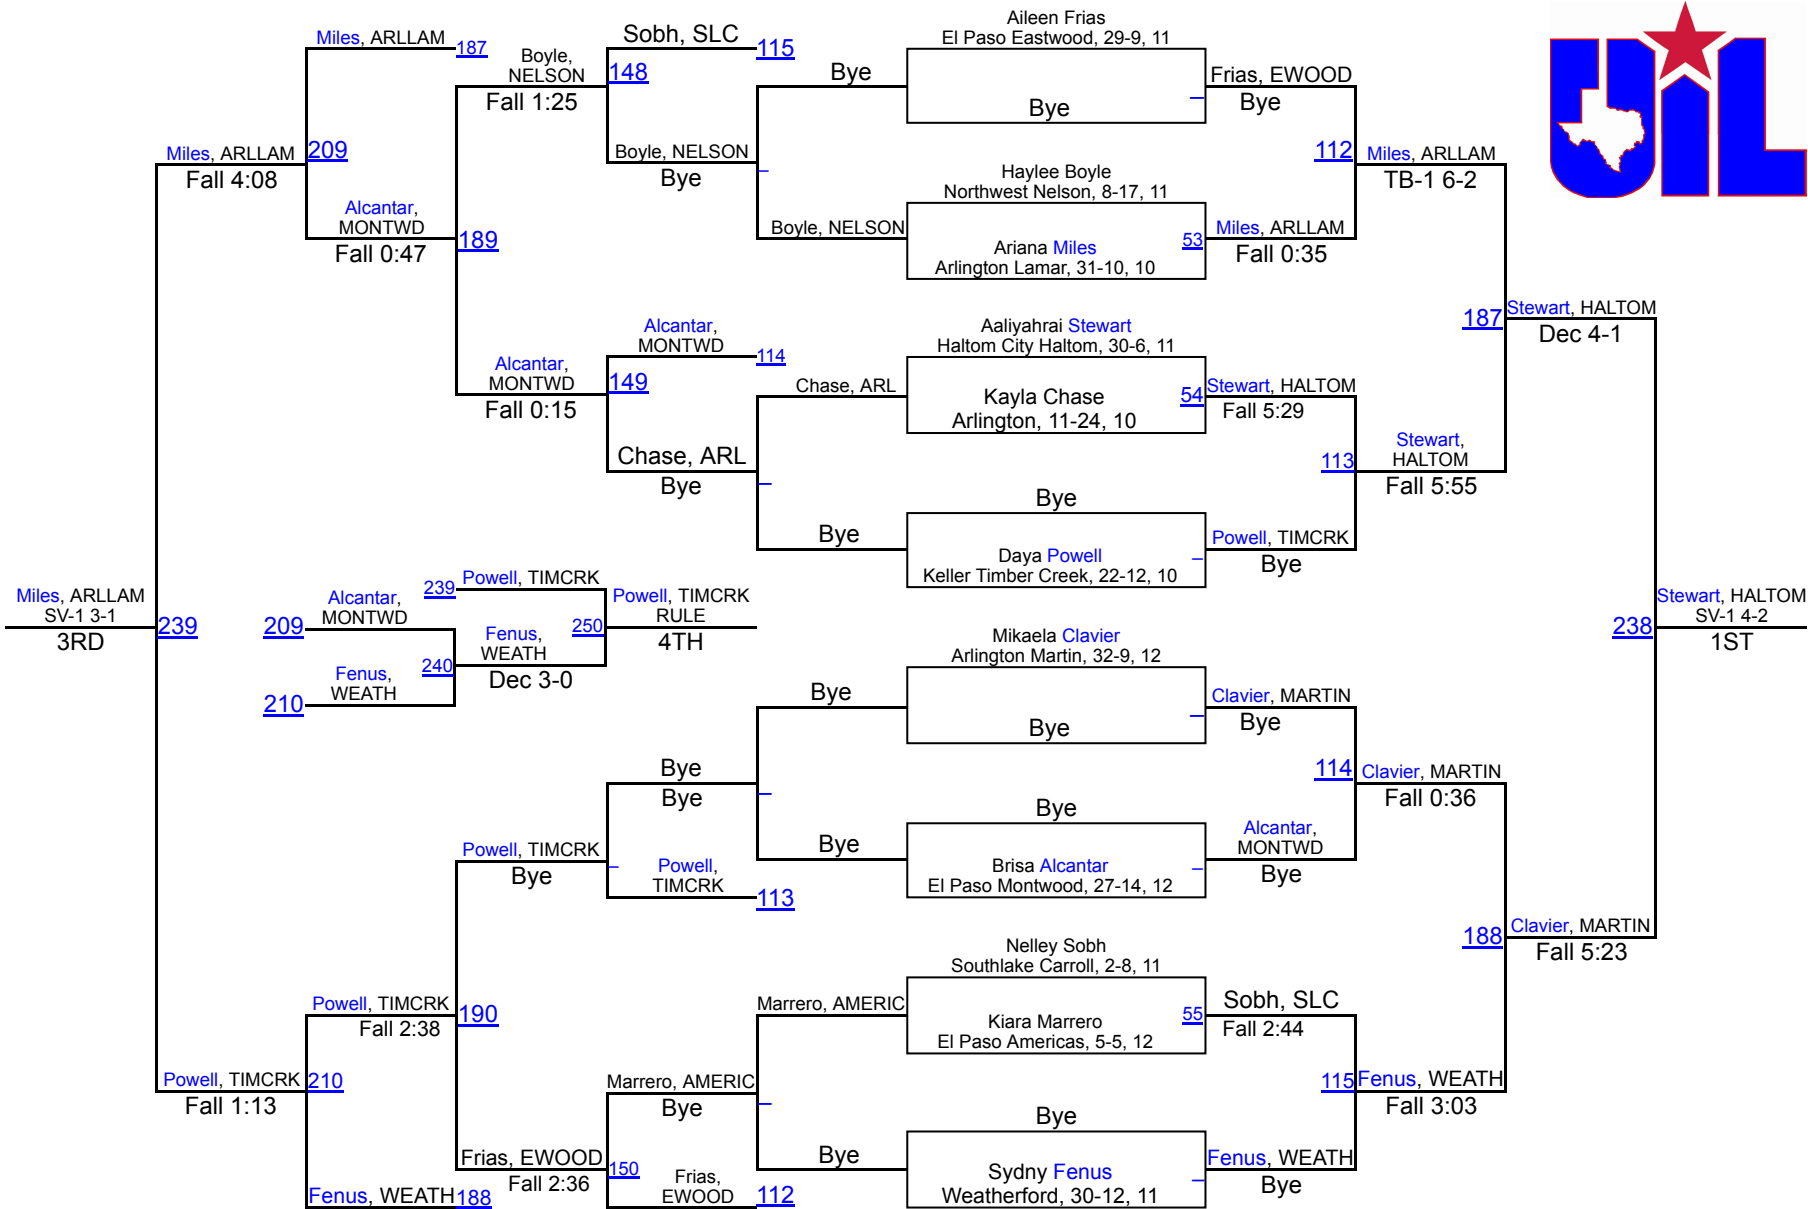 Miles, ARLLAM
187
Boyle,
NELSON
Fall 1:25
Sobh, SLC
115
148
Boyle, NELSON
Bye
Miles, ARLLAM
Fall 4:08
209
Alcantar,
MONTWD
Fall 0:47
189
Alcantar,
MONTWD
Fall 0:15
Alcantar,
MONTWD
114
149
Chase, ARL
Bye
Bye
Boyle, NELSON
Chase, ARL
Bye
Aileen Frias
El Paso Eastwood, 29-9, 11
Bye
Frias, EWOOD
Bye
Haylee Boyle
Northwest Nelson, 8-17, 11
Ariana Miles
Arlington Lamar, 31-10, 10
53
Miles, ARLLAM
Fall 0:35
112
Miles, ARLLAM
TB-1 6-2
UIL
Aaliyahrai Stewart
Haltom City Haltom, 30-6, 11
Kayla Chase
Arlington, 11-24, 10
54
Stewart, HALTOM
Fall 5:29
113
Stewart,
HALTOM
Fall 5:55
187
Stewart, HALTOM
Dec 4-1
Bye
Daya Powell
Keller Timber Creek, 22-12, 10
Powell, TIMCRK
Bye
Miles, ARLLAM
SV-1 3-1
3RD
239
209
Alcantar,
MONTWD
210
Fenus,
WEATH
239
Powell, TIMCRK
240
Fenus,
WEATH
Dec 3-0
250
Powell, TIMCRK
RULE
4TH
Mikaela Clavier
Arlington Martin, 32-9, 12
Bye
Bye
Clavier, MARTIN
Bye
238
Stewart, HALTOM
SV-1 4-2
1ST
Bye
Bye
Bye
Bye
Brisa Alcantar
El Paso Montwood, 27-14, 12
Alcantar,
MONTWD
Bye
114
Clavier, MARTIN
Fall 0:36
Powell, TIMCRK
Bye
Powell,
TIMCRK
113
188
Clavier, MARTIN
Fall 5:23
Nelley Sobh
Southlake Carroll, 2-8, 11
Kiara Marrero
El Paso Americas, 5-5, 12
55
Sobh, SLC
Fall 2:44
Marrero, AMERIC
Powell, TIMCRK
Fall 2:38
190
Powell, TIMCRK
Fall 1:13
210
Marrero, AMERIC
Bye
115
Fenus, WEATH
Fall 3:03
Bye
Bye
Sydny Fenus
Weatherford, 30-12, 11
Fenus, WEATH
Bye
Frias, EWOOD
Fall 2:36
150
Frias,
EWOOD
112
Fenus, WEATH
188